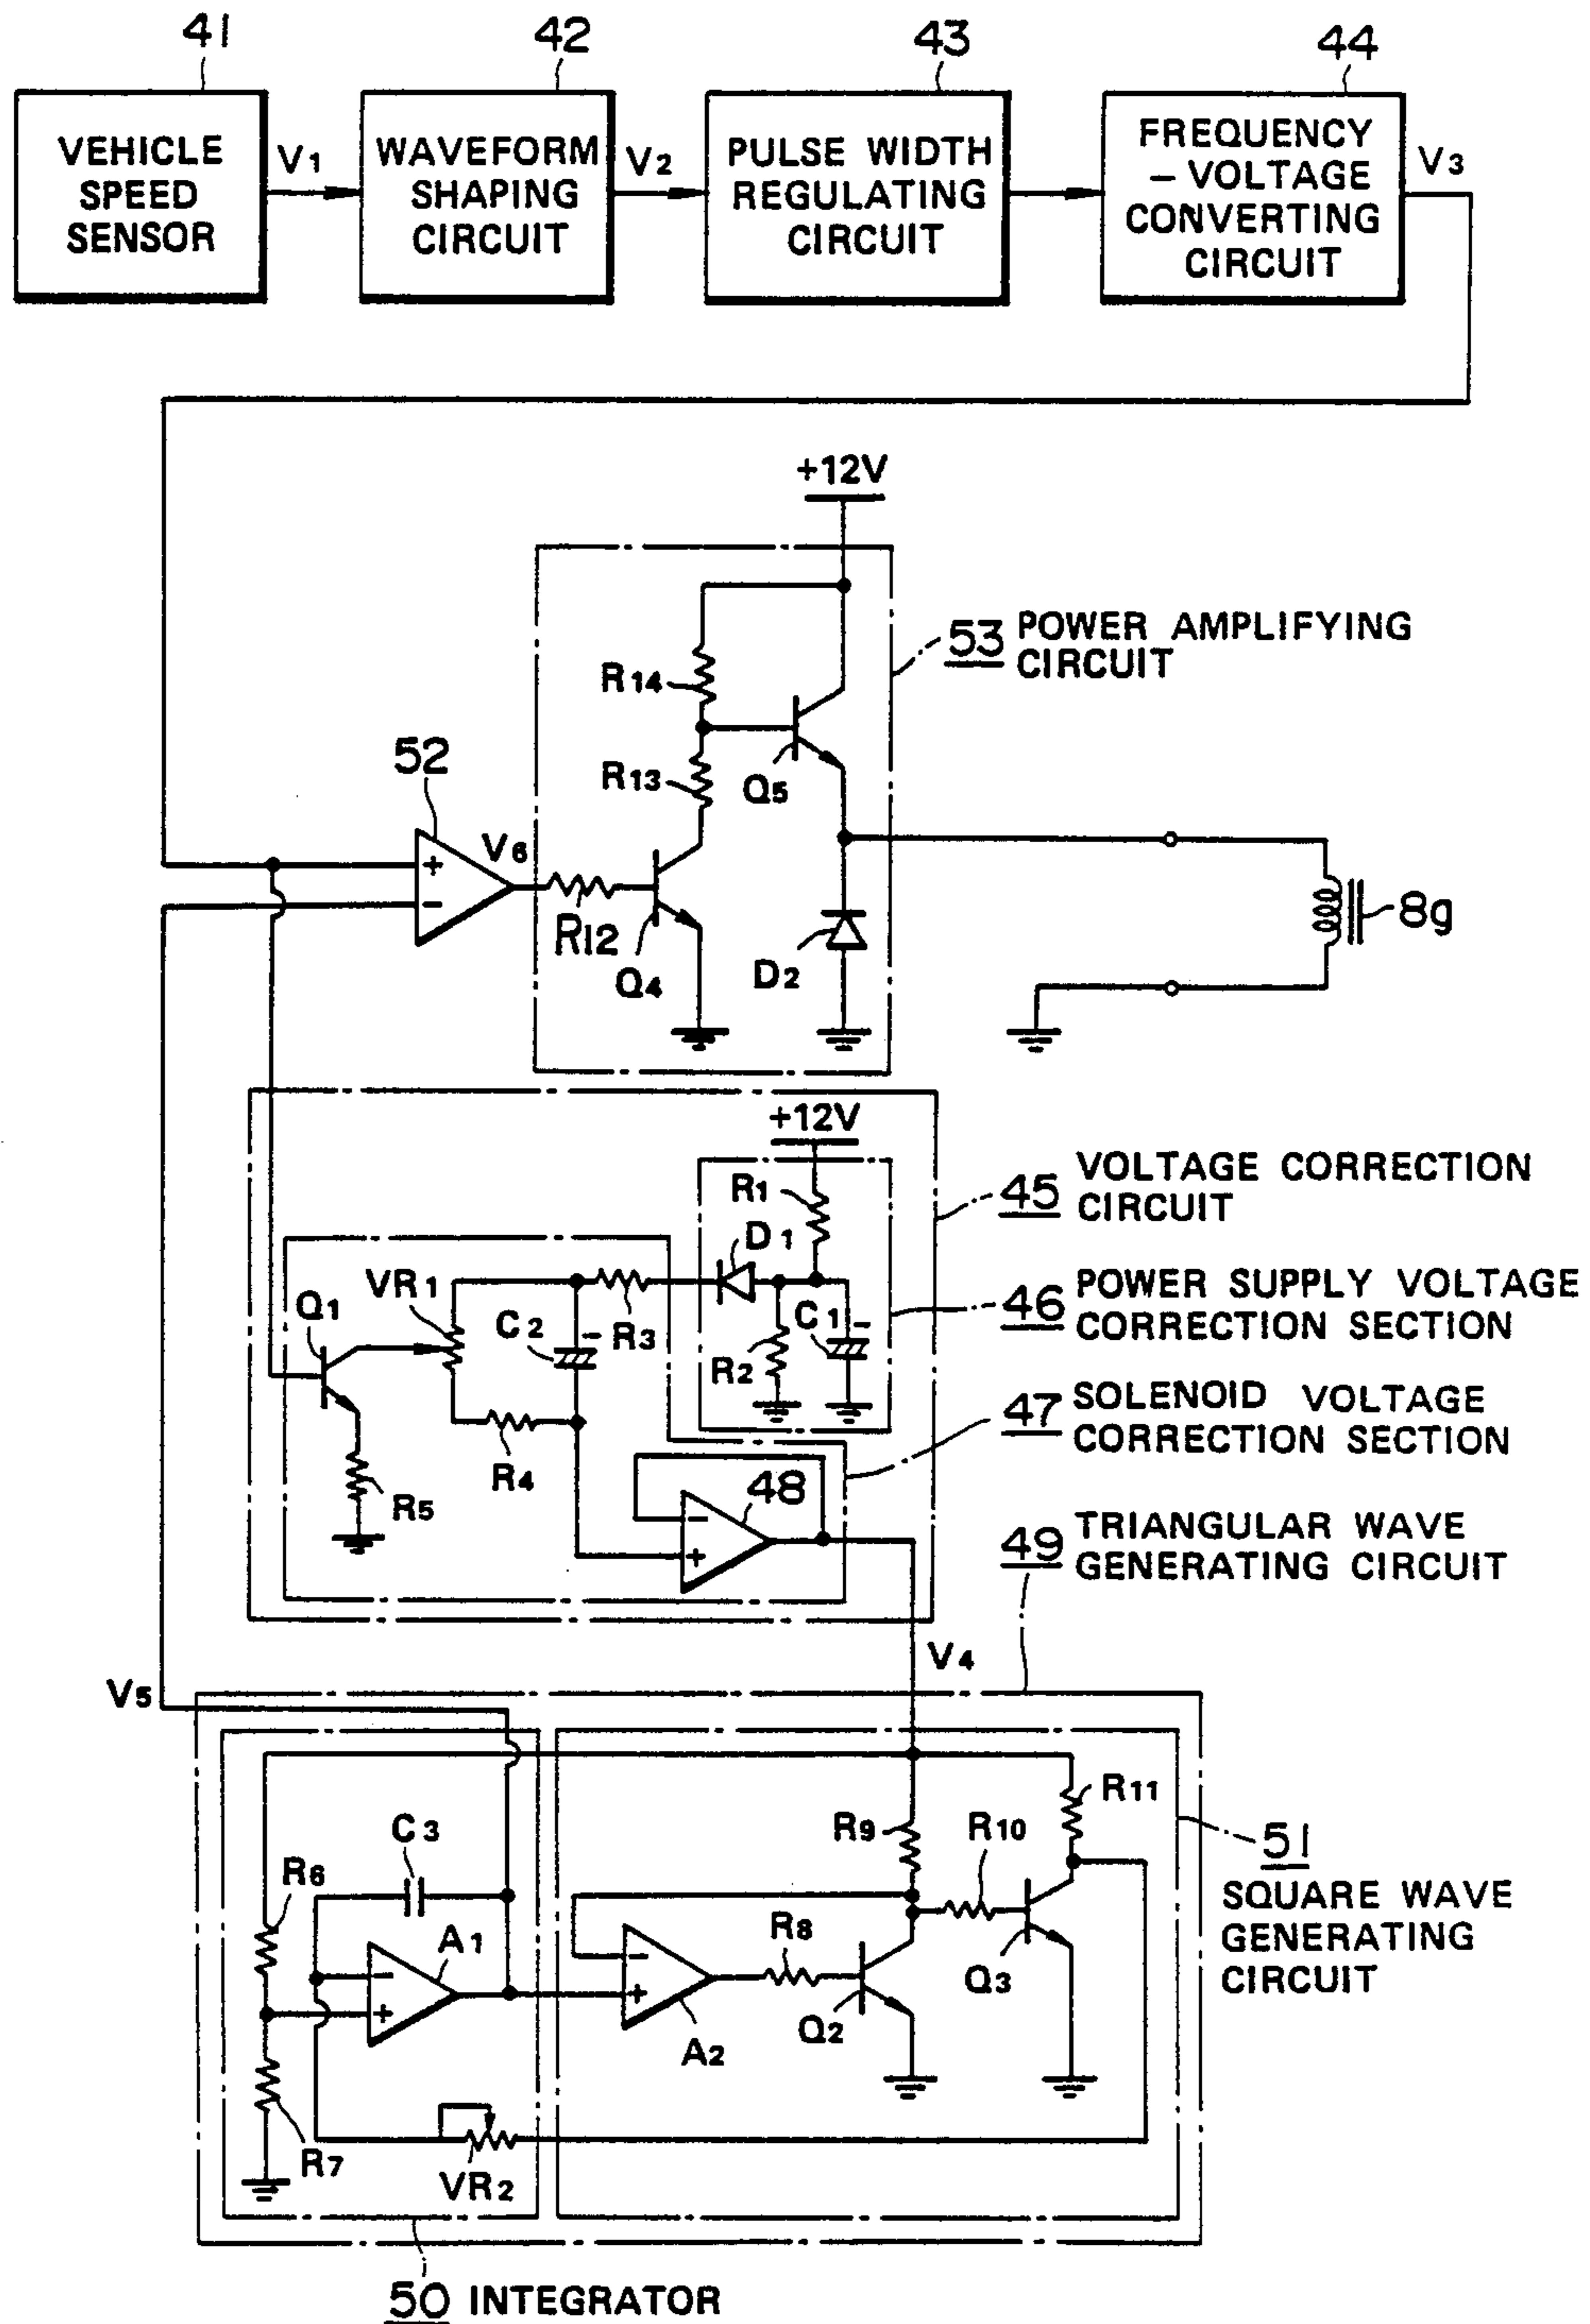 41
42
43
44
VEHICLE
SPEED
SENSOR
V1
WAVEFORM
SHAPING
CIRCUIT
V2
PULSE WIDTH
REGULATING
CIRCUIT
FREQUENCY
-VOLTAGE
CONVERTING
CIRCUIT
V3
+12V
53 POWER AMPLIFYING
CIRCUIT
R14
R13
Q5
52
V6
+
-
R12
Q4
D2
8g
+12V
45 VOLTAGE CORRECTION
CIRCUIT
R1
D1
46 POWER SUPPLY VOLTAGE
CORRECTION SECTION
VR1
Q1
C2
-
R3
C1
-
R2
47 SOLENOID VOLTAGE
CORRECTION SECTION
R4
R5
48
-
+
49 TRIANGULAR WAVE
GENERATING CIRCUIT
V4
V5
R11
R9
R10
51
SQUARE WAVE
GENERATING
CIRCUIT
C3
R6
A1
-
+
R8
-
+
Q2
Q3
A2
R7
VR2
50 INTEGRATOR